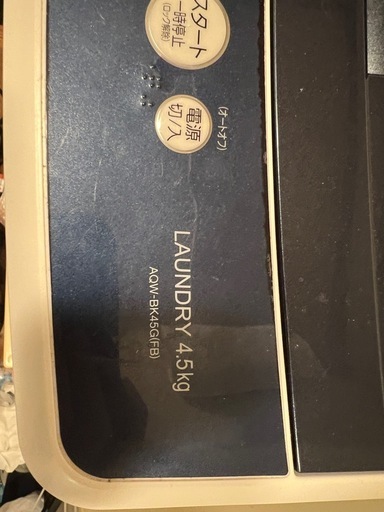 スタート
一時停止
(ロック解除)
電源
切/入
(オートオフ)
LAUNDRY 4.5kg
AQW-BK45G(FB)